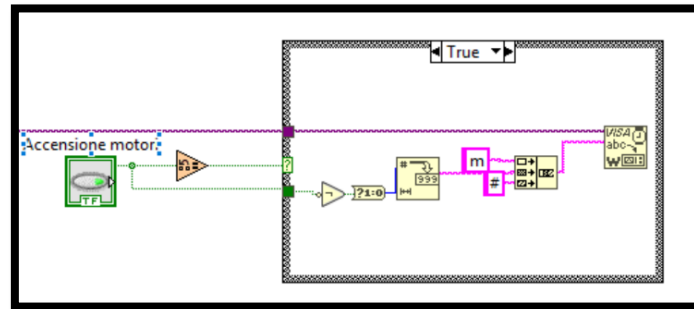 True
Accensione motor
TF
?
?1:0
#
999
m
#
VISA
abc
W